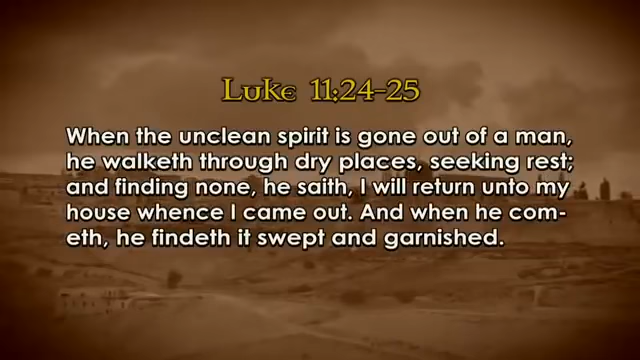 Luke 11:24-25
When the unclean spirit is gone out of a man,
he walketh through dry places, seeking rest;
and finding none, he saith, I will return unto my
house whence I came out. And when he com-
eth, he findeth it swept and garnished.